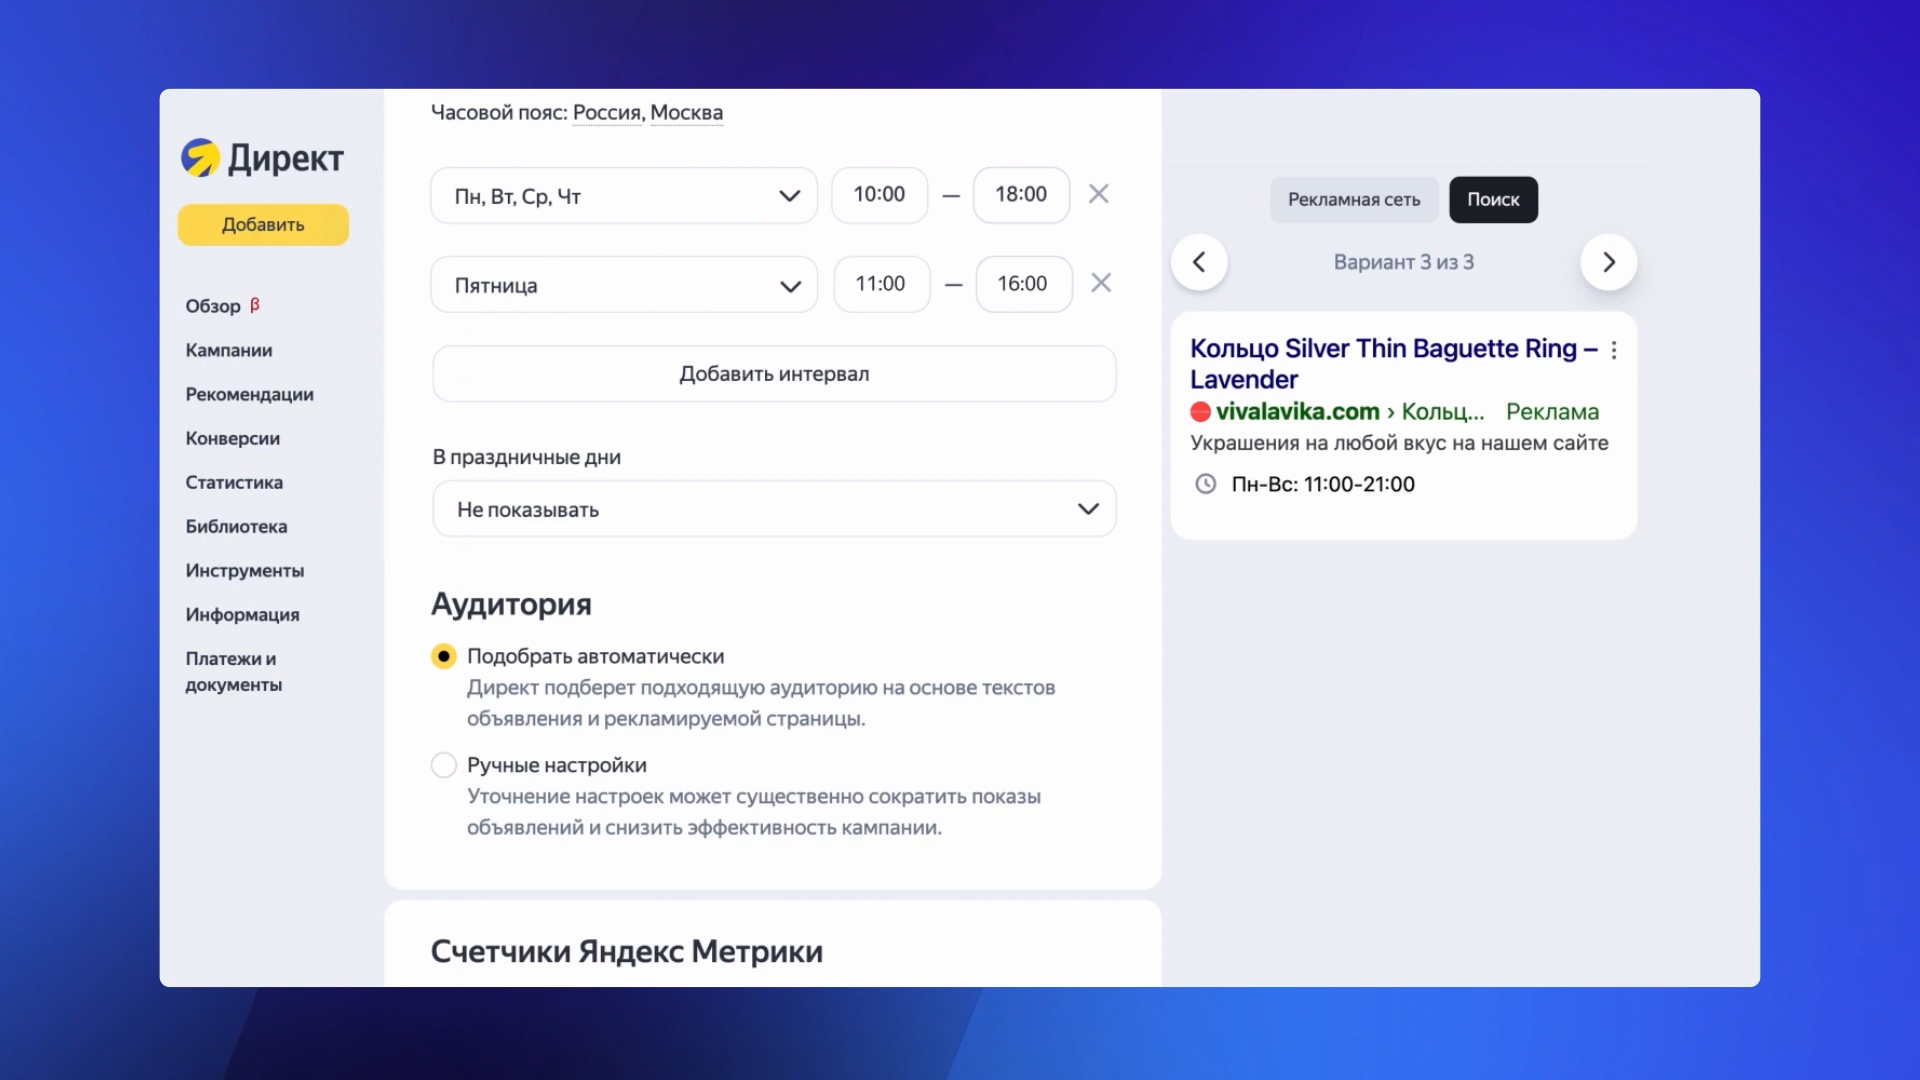 Директ
Добавить
Обзор β
Кампании
Рекомендации
Конверсии
Статистика
Библиотека
Инструменты
Информация
Платежи и
документы
Часовой пояс: Россия, Москва
Пн, Вт, Ср, Чт 10:00 — 18:00
Пятница 11:00 — 16:00
Добавить интервал
В праздничные дни
Не показывать
Аудитория
Подобрать автоматически
Директ подберет подходящую аудиторию на основе текстов
объявления и рекламируемой страницы.
Ручные настройки
Уточнение настроек может существенно сократить показы
объявлений и снизить эффективность кампании.
Счетчики Яндекс Метрики
Рекламная сеть Поиск
Вариант 3 из 3
Кольцо Silver Thin Baguette Ring –
Lavender
vivalavika.com › Кольц... Реклама
Украшения на любой вкус на нашем сайте
Пн-Вс: 11:00-21:00